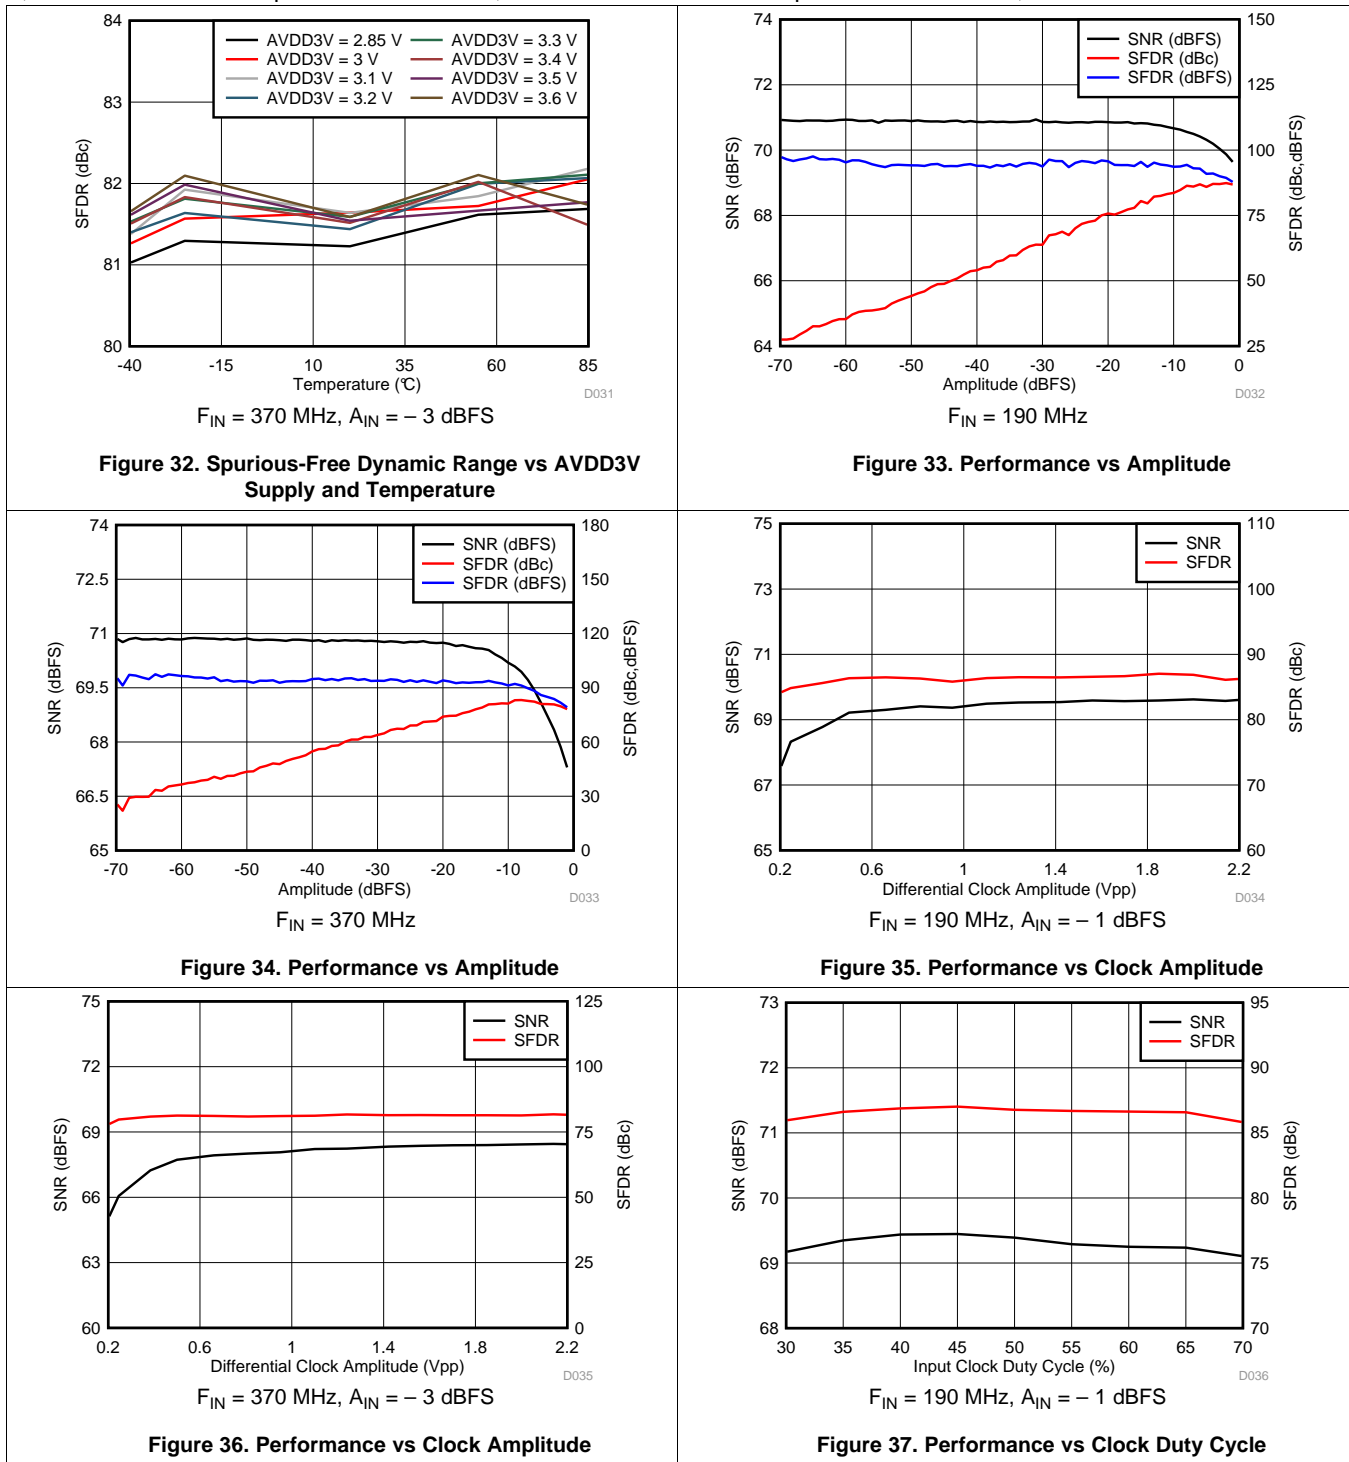 84
83
82
81
80
SFDR (dBc)
AVDD3V = 2.85 V
AVDD3V = 3 V
AVDD3V = 3.1 V
AVDD3V = 3.2 V
AVDD3V = 3.3 V
AVDD3V = 3.4 V
AVDD3V = 3.5 V
AVDD3V = 3.6 V
-40 -15 10 35 60 85
Temperature (°C)
D031
FIN = 370 MHz, AIN = – 3 dBFS
Figure 32. Spurious-Free Dynamic Range vs AVDD3V
Supply and Temperature
74
72
70
68
66
64
SNR (dBFS)
SNR (dBFS)
SFDR (dBc)
SFDR (dBFS)
150
125
100
75
50
25
SFDR (dBc,dBFS)
-70 -60 -50 -40 -30 -20 -10 0
Amplitude (dBFS)
D032
FIN = 190 MHz
Figure 33. Performance vs Amplitude
74
72.5
71
69.5
68
66.5
65
SNR (dBFS)
SNR (dBFS)
SFDR (dBc)
SFDR (dBFS)
180
150
120
90
60
30
0
SFDR (dBc,dBFS)
-70 -60 -50 -40 -30 -20 -10 0
Amplitude (dBFS)
D033
FIN = 370 MHz
Figure 34. Performance vs Amplitude
75
73
71
69
67
65
SNR (dBFS)
SNR
SFDR
110
100
90
80
70
60
SFDR (dBc)
0.2 0.6 1 1.4 1.8 2.2
Differential Clock Amplitude (Vpp)
D034
FIN = 190 MHz, AIN = – 1 dBFS
Figure 35. Performance vs Clock Amplitude
75
72
69
66
63
60
SNR (dBFS)
SNR
SFDR
125
100
75
50
25
0
SFDR (dBc)
0.2 0.6 1 1.4 1.8 2.2
Differential Clock Amplitude (Vpp)
D035
FIN = 370 MHz, AIN = – 3 dBFS
Figure 36. Performance vs Clock Amplitude
73
72
71
70
69
68
SNR (dBFS)
SNR
SFDR
95
90
85
80
75
70
SFDR (dBc)
30 35 40 45 50 55 60 65 70
Input Clock Duty Cycle (%)
D036
FIN = 190 MHz, AIN = – 1 dBFS
Figure 37. Performance vs Clock Duty Cycle